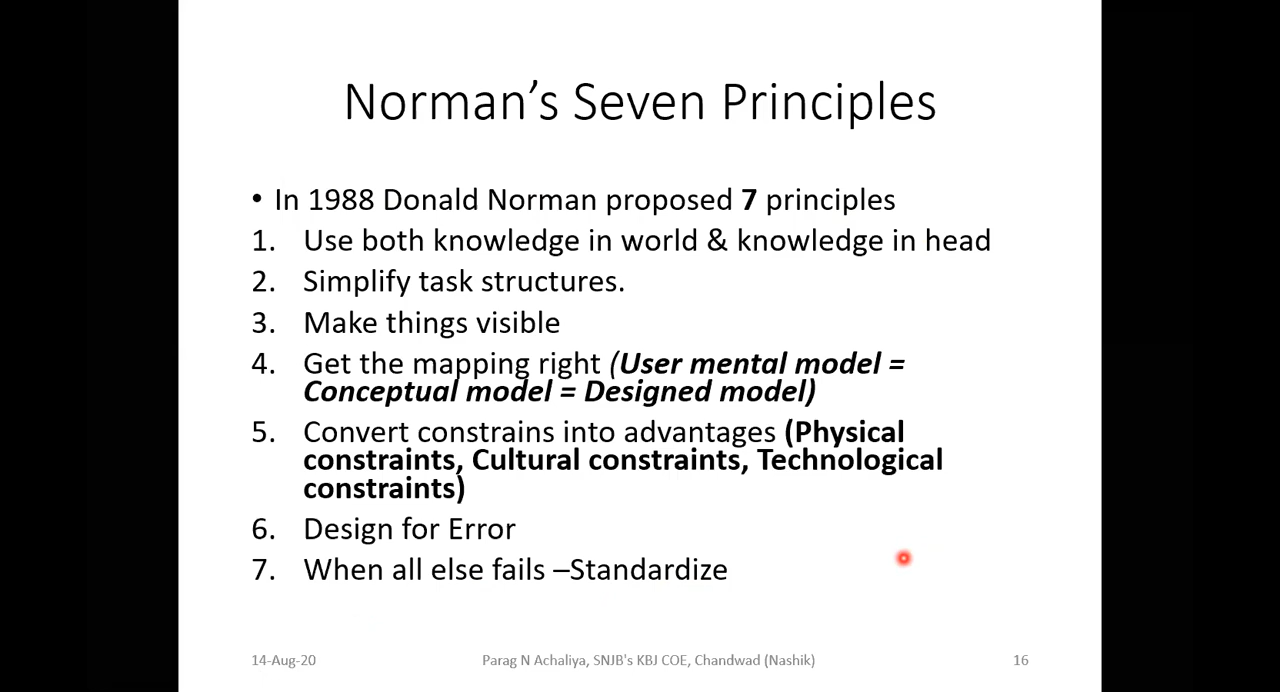 Norman’s Seven Principles
• In 1988 Donald Norman proposed 7 principles
1. Use both knowledge in world & knowledge in head
2. Simplify task structures.
3. Make things visible
4. Get the mapping right (User mental model =
Conceptual model = Designed model)
5. Convert constrains into advantages (Physical
constraints, Cultural constraints, Technological
constraints)
6. Design for Error
7. When all else fails –Standardize
14-Aug-20
Parag N Achaliya, SNJB's KBJ COE, Chandwad (Nashik)
16